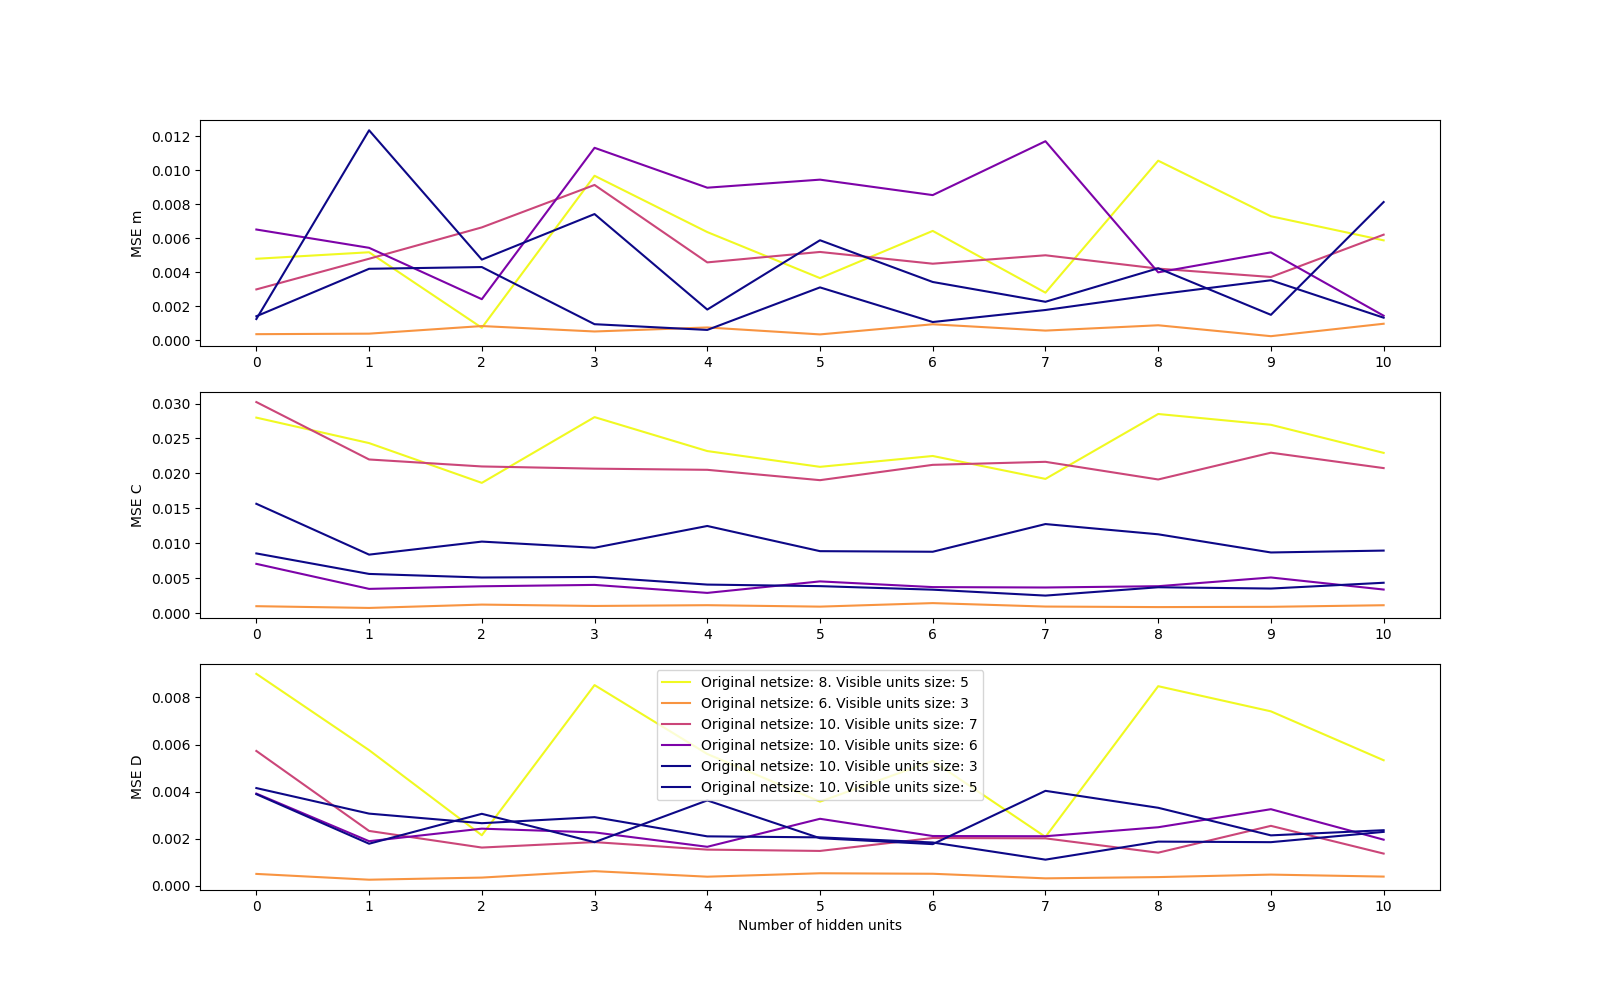 0.012
0.010
0.008
0.006
0.004
0.002
0.000
MSE m
0 1 2 3 4 5 6 7 8 9 10
0.030
0.025
0.020
0.015
0.010
0.005
0.000
MSE C
0 1 2 3 4 5 6 7 8 9 10
0.008
0.006
0.004
0.002
0.000
MSE D
Original netsize: 8. Visible units size: 5
Original netsize: 6. Visible units size: 3
Original netsize: 10. Visible units size: 7
Original netsize: 10. Visible units size: 6
Original netsize: 10. Visible units size: 3
Original netsize: 10. Visible units size: 5
0 1 2 3 4 5 6 7 8 9 10
Number of hidden units